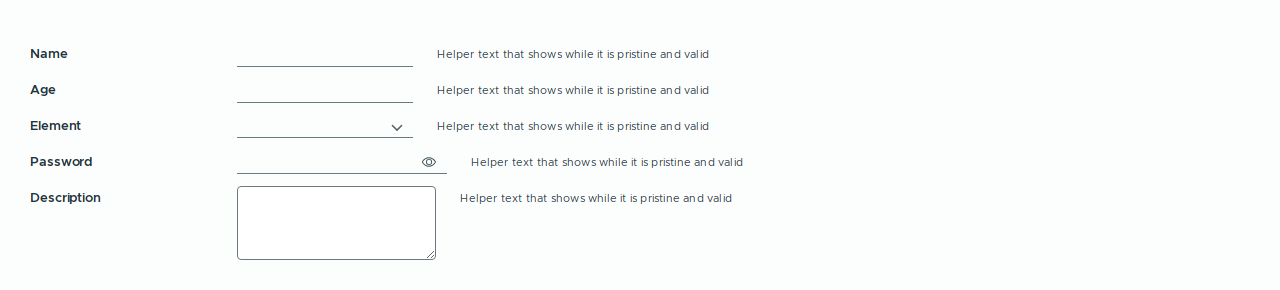 Name Helper text that shows while it is pristine and valid
Age Helper text that shows while it is pristine and valid
Element Helper text that shows while it is pristine and valid
Password Helper text that shows while it is pristine and valid
Description Helper text that shows while it is pristine and valid